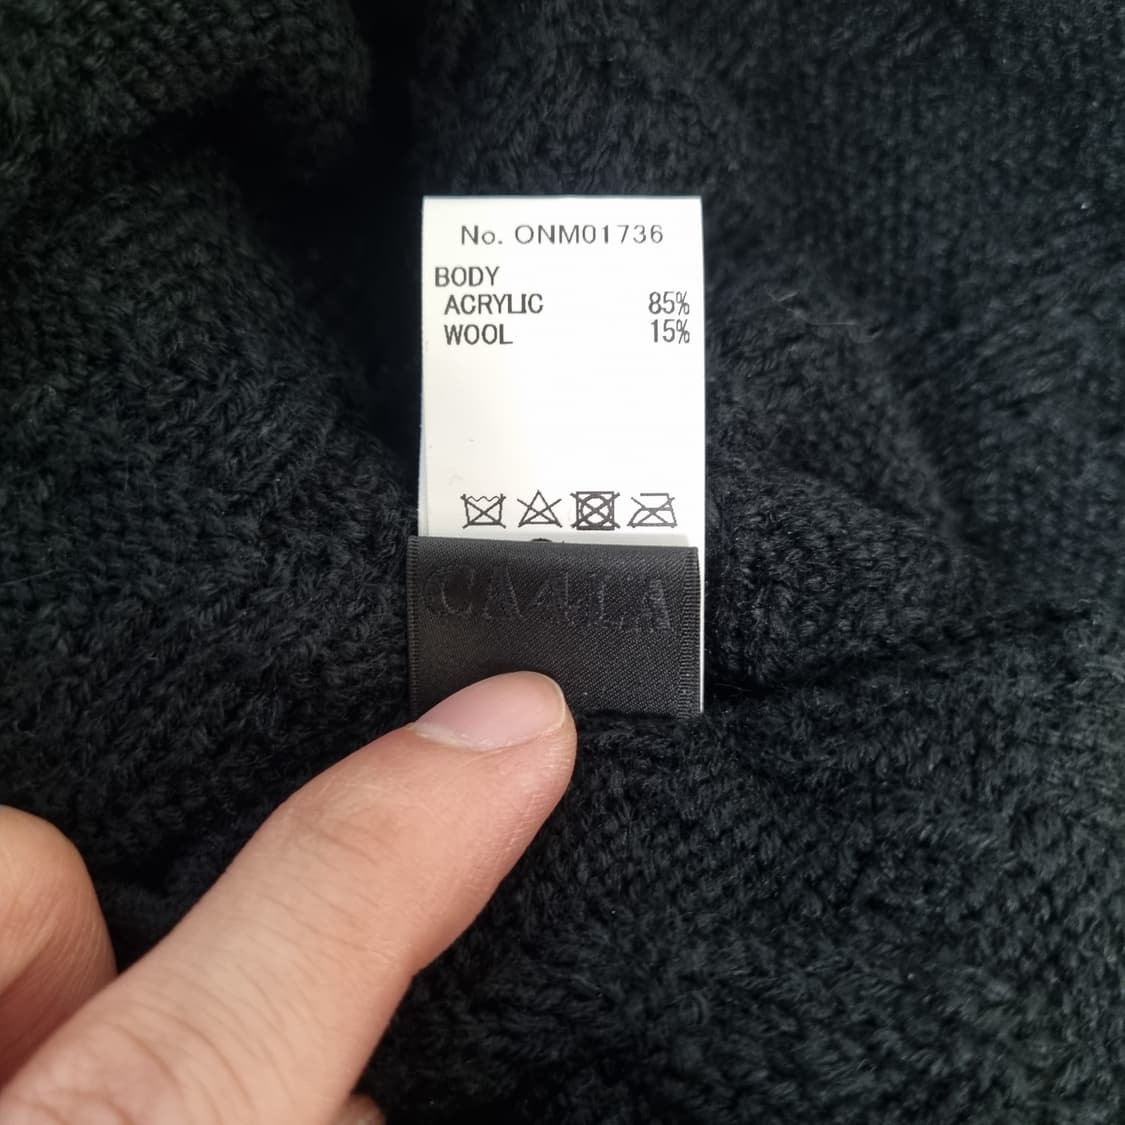 No. ONM01736
BODY
ACRYLIC 85%
WOOL 15%
CA4LA